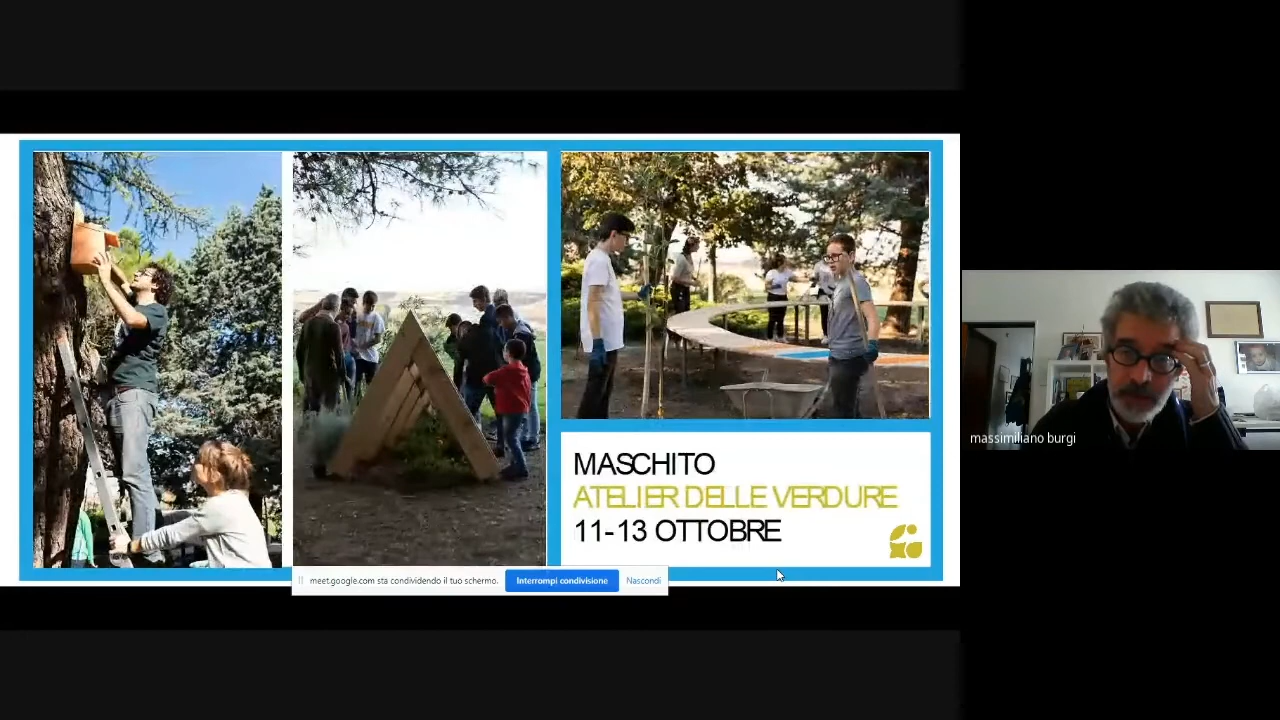 MASCHITO
ATELIER DELLE VERDURE
11-13 OTTOBRE
meet.google.com sta condividendo il tuo schermo.
Interrompi condivisione
Nascondi
massimiliano burgi